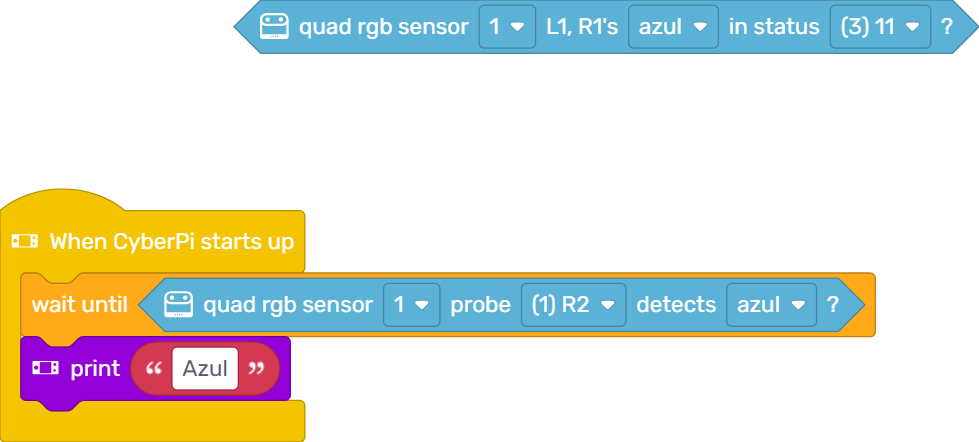 quad rgb sensor 1 L1, R1's azul in status (3) 11 ?
When CyberPi starts up
wait until quad rgb sensor 1 probe (1) R2 detects azul ?
print “ Azul ”